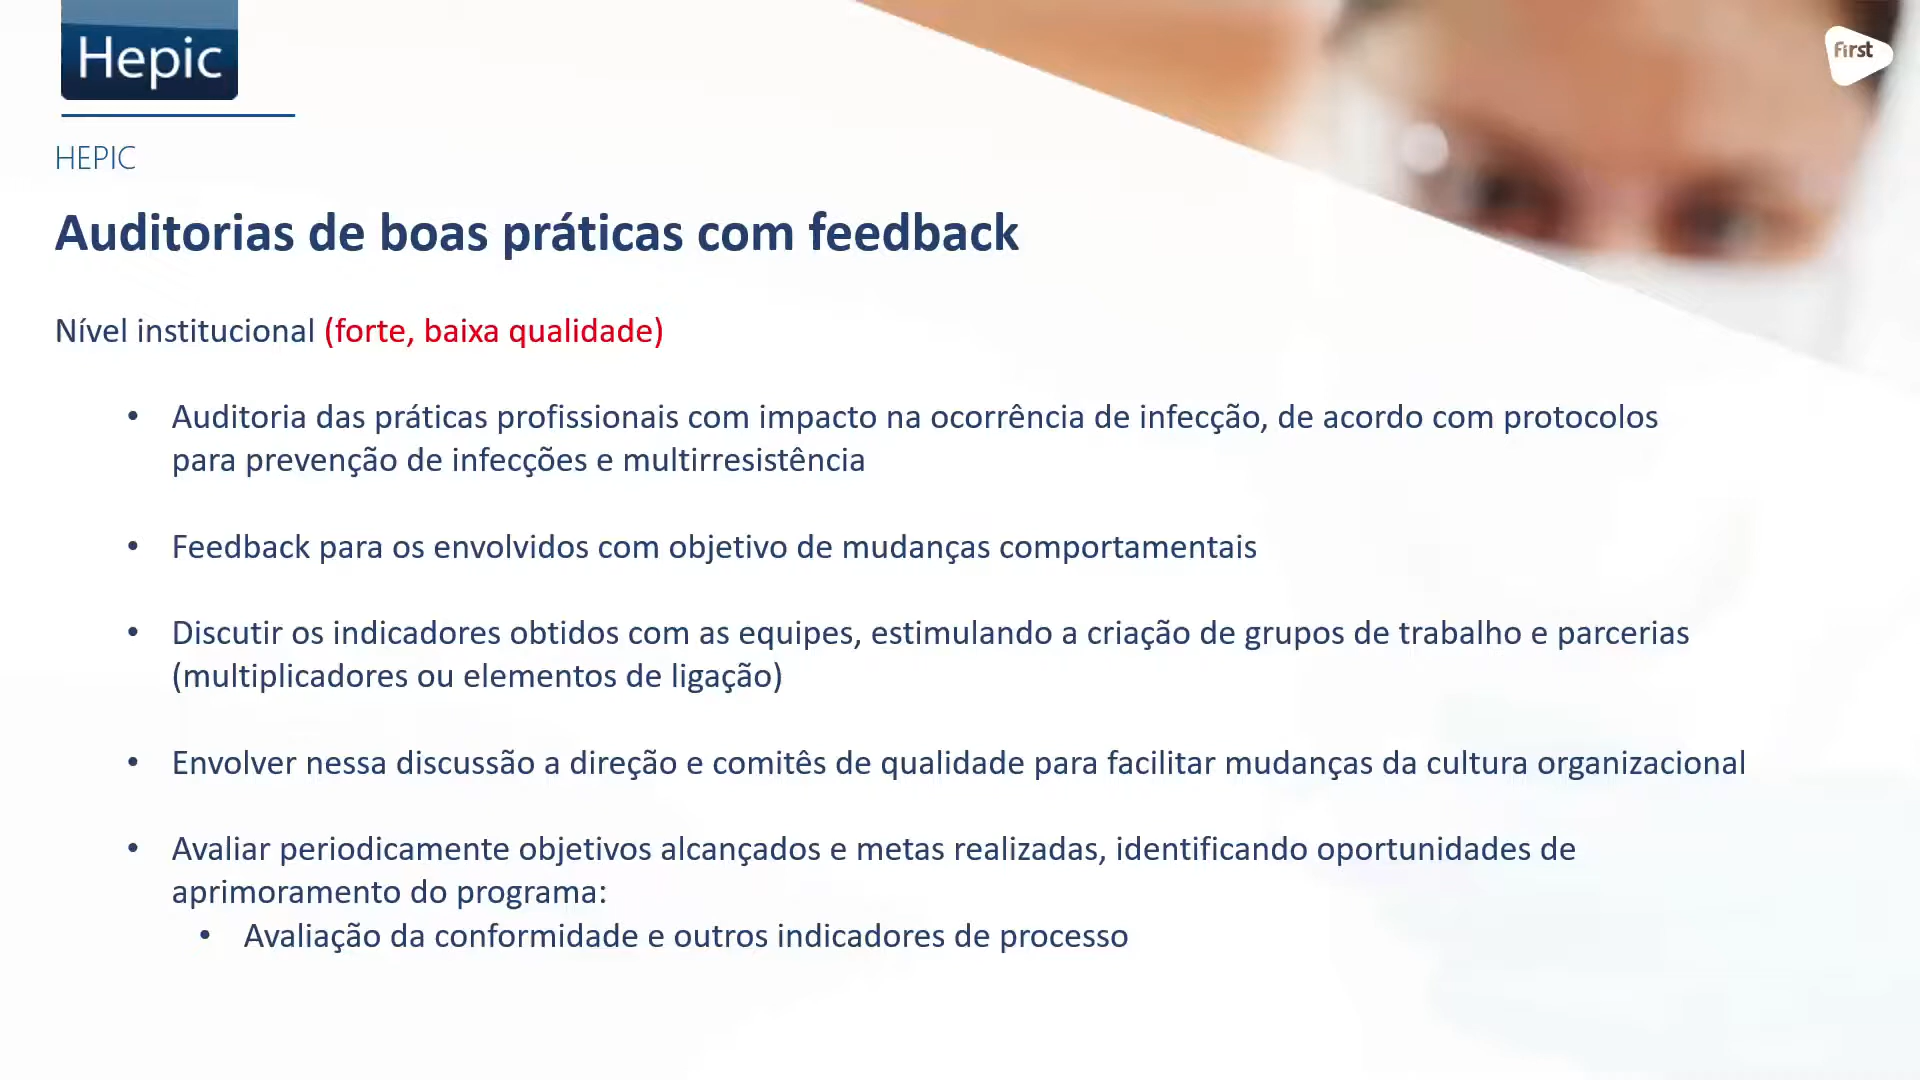 Hepic
first
HEPIC
Auditorias de boas práticas com feedback
Nível institucional (forte, baixa qualidade)
• Auditoria das práticas profissionais com impacto na ocorrência de infecção, de acordo com protocolos
para prevenção de infecções e multirresistência
• Feedback para os envolvidos com objetivo de mudanças comportamentais
• Discutir os indicadores obtidos com as equipes, estimulando a criação de grupos de trabalho e parcerias
(multiplicadores ou elementos de ligação)
• Envolver nessa discussão a direção e comitês de qualidade para facilitar mudanças da cultura organizacional
• Avaliar periodicamente objetivos alcançados e metas realizadas, identificando oportunidades de
aprimoramento do programa:
• Avaliação da conformidade e outros indicadores de processo